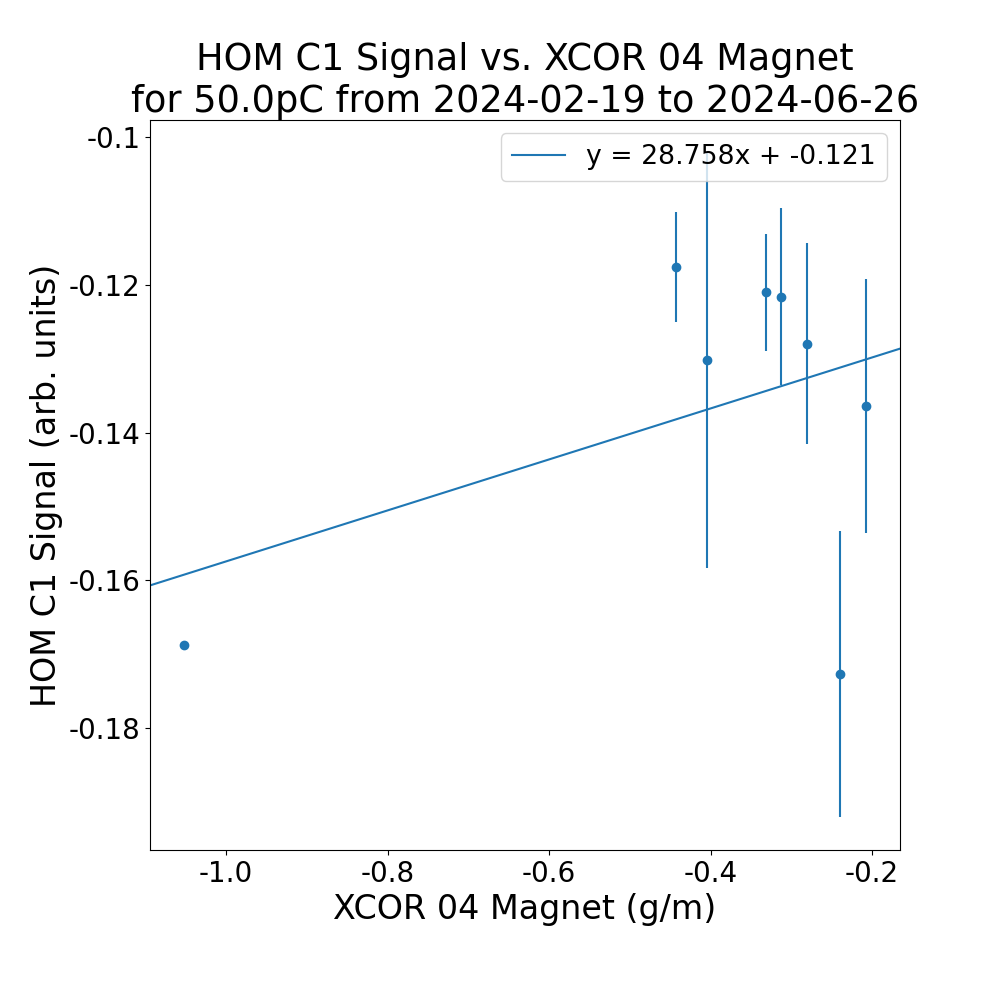 HOM C1 Signal vs. XCOR 04 Magnet
for 50.0pC from 2024-02-19 to 2024-06-26
y = 28.758x + -0.121
HOM C1 Signal (arb. units)
-0.1
-0.12
-0.14
-0.16
-0.18
-1.0
-0.8
-0.6
-0.4
-0.2
XCOR 04 Magnet (g/m)